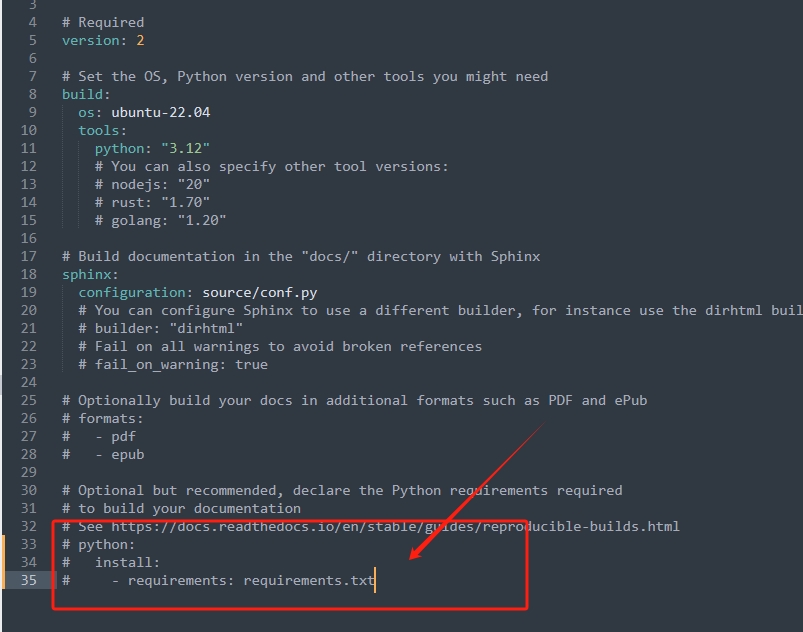 3
4 # Required
5 version: 2
6
7 # Set the OS, Python version and other tools you might need
8 build:
9   os: ubuntu-22.04
10   tools:
11     python: "3.12"
12     # You can also specify other tool versions:
13     # nodejs: "20"
14     # rust: "1.70"
15     # golang: "1.20"
16
17 # Build documentation in the "docs/" directory with Sphinx
18 sphinx:
19   configuration: source/conf.py
20   # You can configure Sphinx to use a different builder, for instance use the dirhtml buil
21   # builder: "dirhtml"
22   # Fail on all warnings to avoid broken references
23   # fail_on_warning: true
24
25 # Optionally build your docs in additional formats such as PDF and ePub
26 # formats:
27 #   - pdf
28 #   - epub
29
30 # Optional but recommended, declare the Python requirements required
31 # to build your documentation
32 # See https://docs.readthedocs.io/en/stable/guides/reproducible-builds.html
33 # python:
34 #   install:
35 #     - requirements: requirements.txt